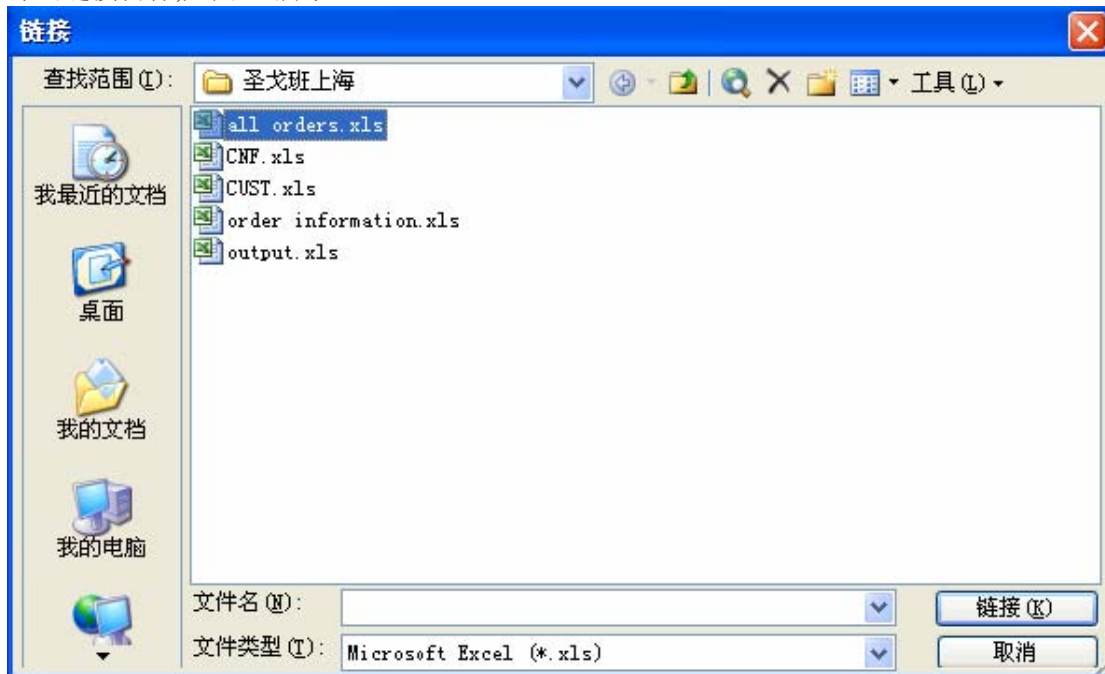 链接
查找范围(I): 圣戈班上海 工具(L)
all orders.xls
CNF.xls
CUST.xls
order information.xls
output.xls
我最近的文档
桌面
我的文档
我的电脑
文件名(N): 链接(K)
文件类型(T): Microsoft Excel (*.xls) 取消